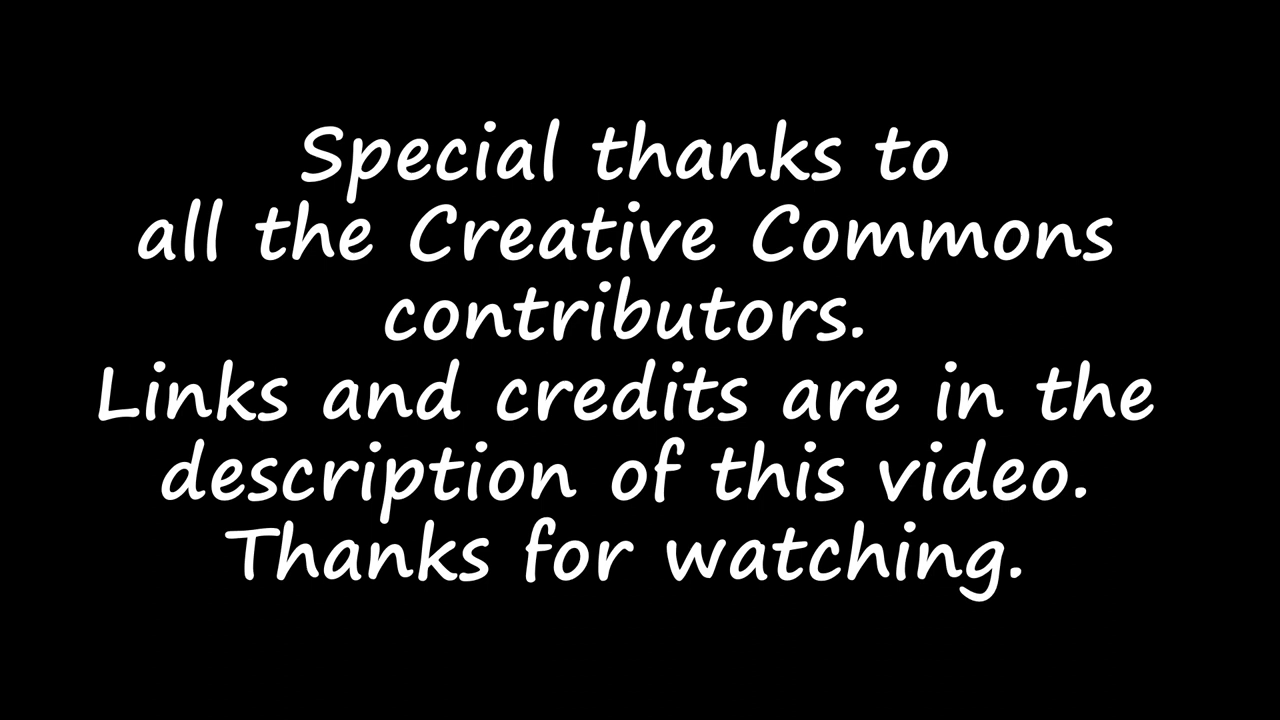 Special thanks to
all the Creative Commons
contributors.
Links and credits are in the
description of this video.
Thanks for watching.